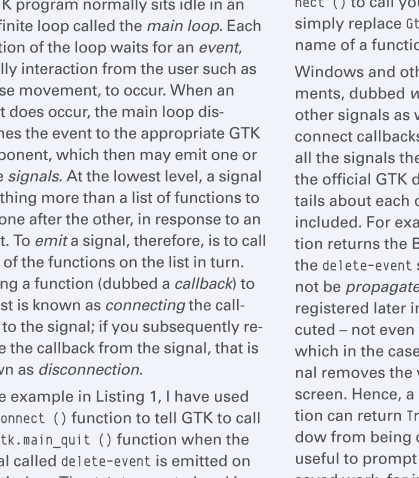 K program normally sits idle in an
finite loop called the main loop. Each
tion of the loop waits for an event,
lly interaction from the user such as
se movement, to occur. When an
t does occur, the main loop dis-
hes the event to the appropriate GTK
ponent, which then may emit one or
e signals. At the lowest level, a signal
thing more than a list of functions to
one after the other, in response to an
t. To emit a signal, therefore, is to call
of the functions on the list in turn.
ing a function (dubbed a callback) to
st is known as connecting the call-
to the signal; if you subsequently re-
e the callback from the signal, that is
wn as disconnection.
e example in Listing 1, I have used
onnect () function to tell GTK to call
tk.main_quit () function when the
al called delete-event is emitted on
nect () to call you
simply replace Gt
name of a functio
Windows and oth
ments, dubbed w
other signals as w
connect callbacks
all the signals the
the official GTK d
tails about each o
included. For exa
tion returns the B
the delete-event s
not be propagate
registered later in
cuted – not even
which in the case
nal removes the w
screen. Hence, a
tion can return Tr
dow from being c
useful to prompt